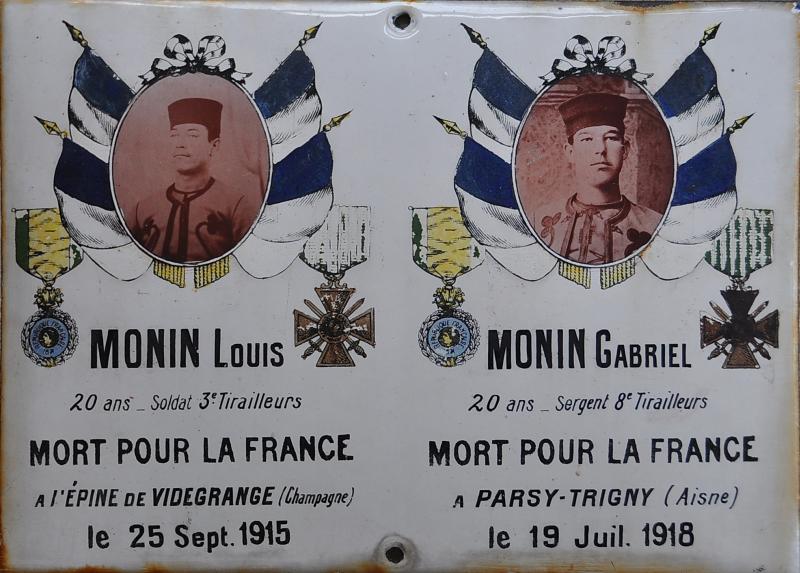 MONIN LOUIS
20 ans _ Soldat 3e Tirailleurs
MORT POUR LA FRANCE
A l'ÉPINE DE VIDEGRANGE (Champagne)
le 25 Sept. 1915
MONIN GABRIEL
20 ans _ Sergent 8e Tirailleurs
MORT POUR LA FRANCE
A PARSY-TRIGNY (Aisne)
le 19 Juil. 1918